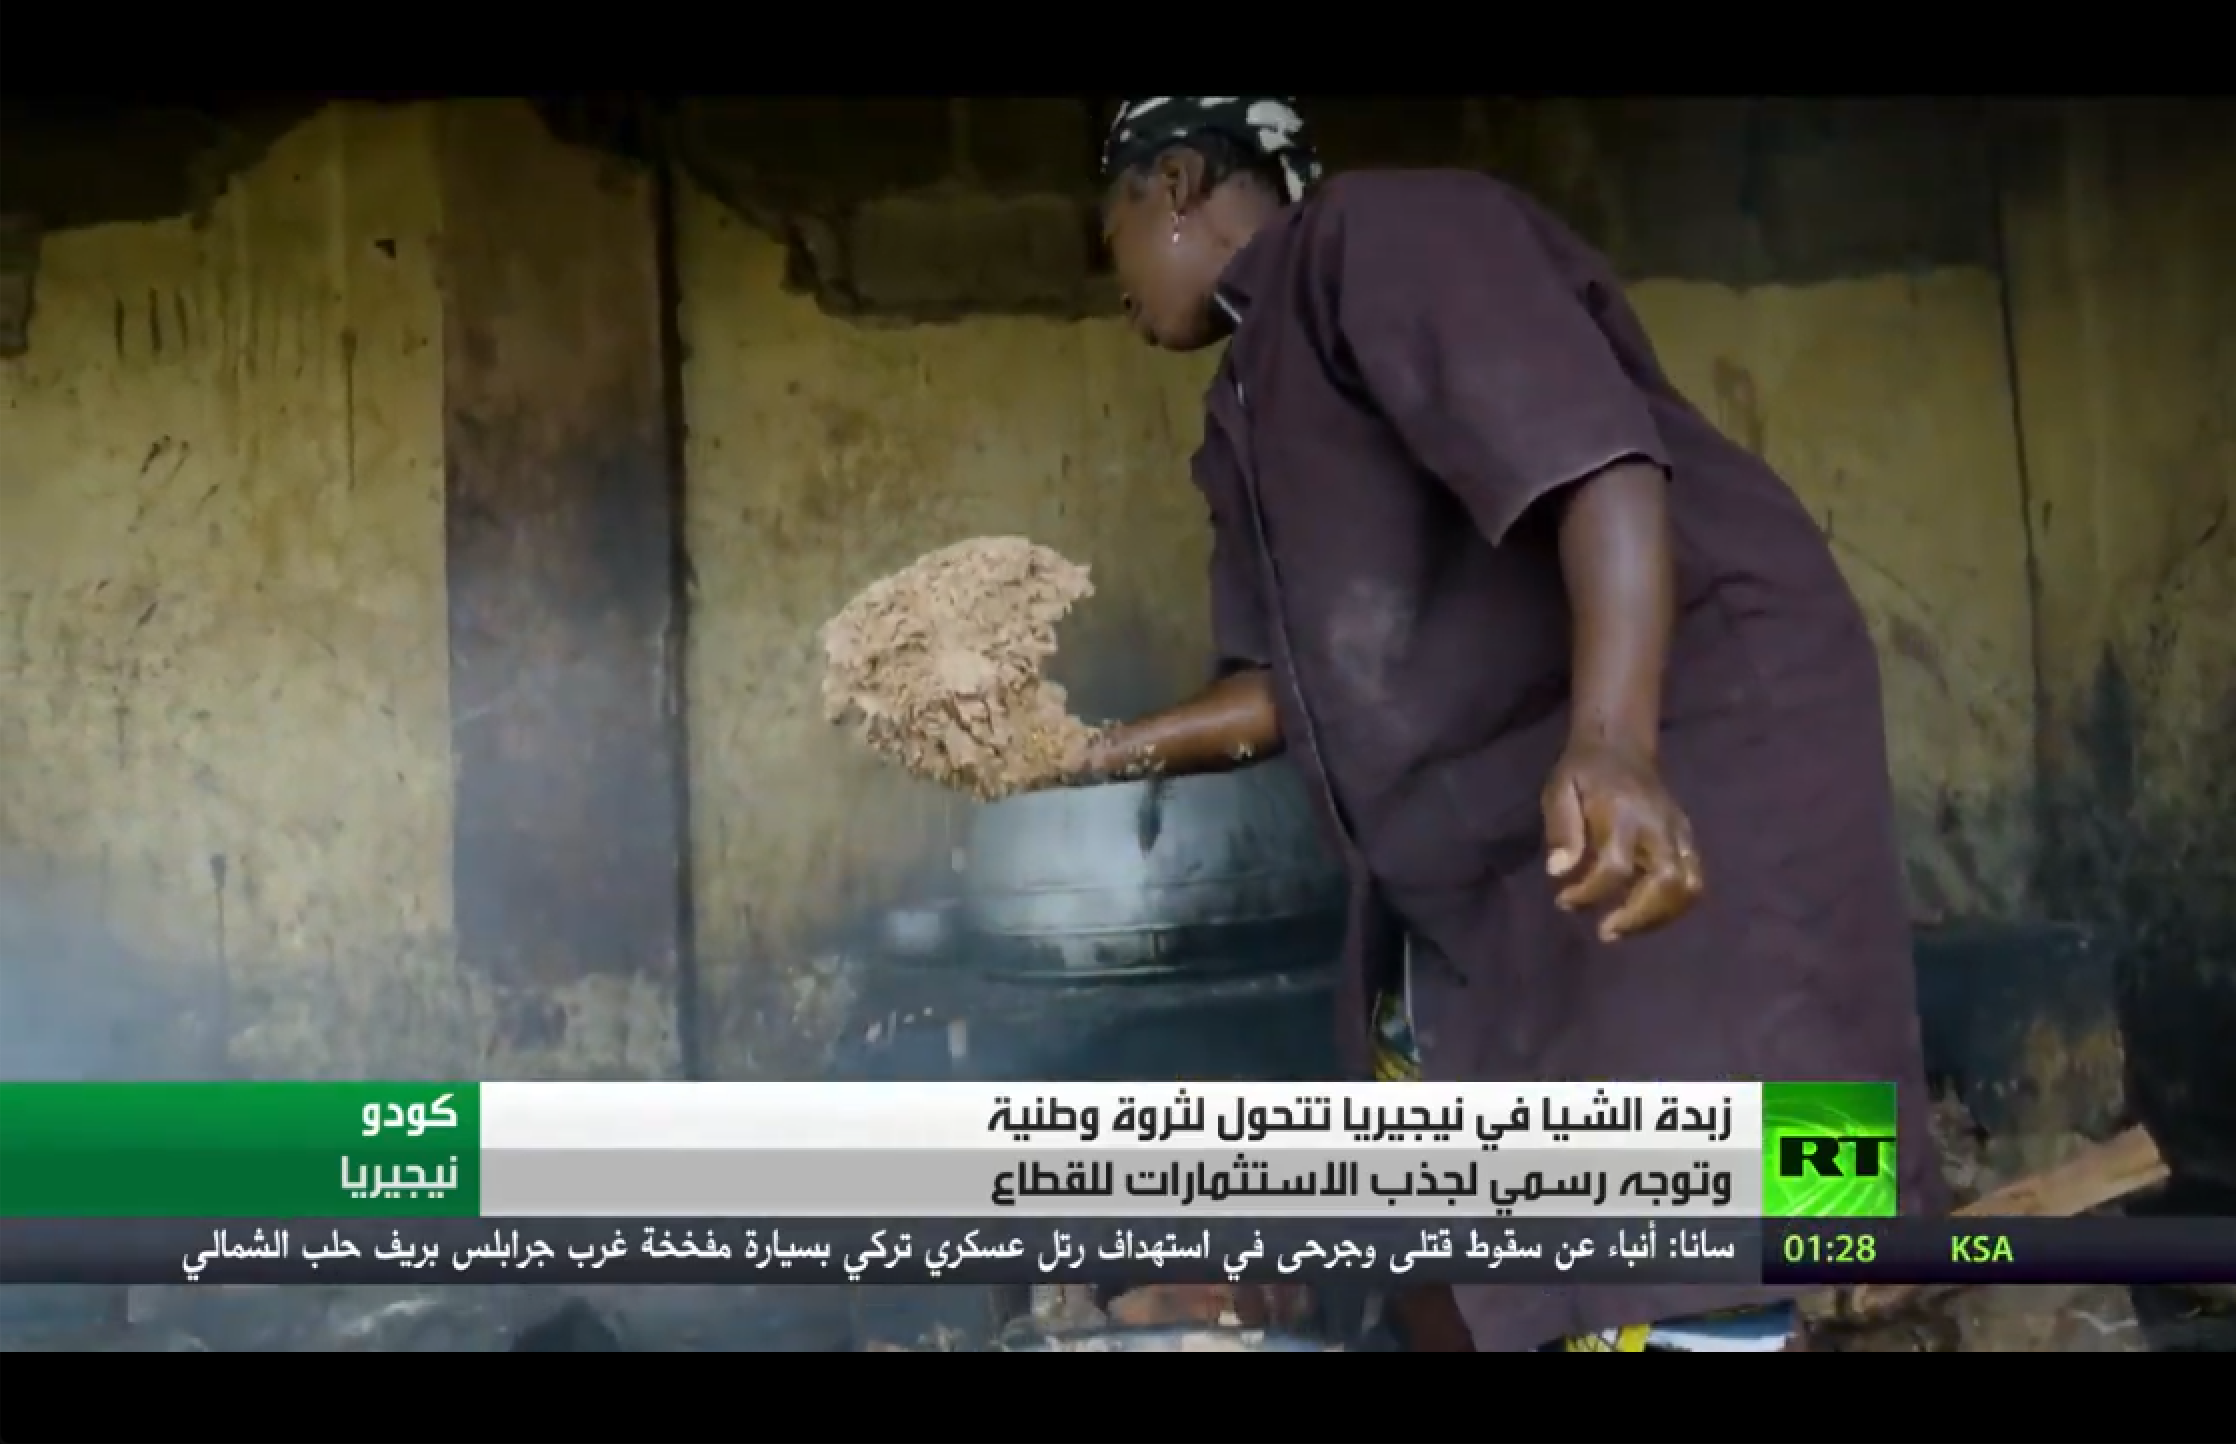 زبدة الشيا في نيجيريا تتحول لثروة وطنية
وتوجه رسمي لجذب الاستثمارات للقطاع
RT
كودو
نيجيريا
سانا: أنباء عن سقوط قتلى وجرحى في استهداف رتل عسكري تركي بسيارة مفخخة غرب جرابلس بريف حلب الشمالي
01:28
KSA